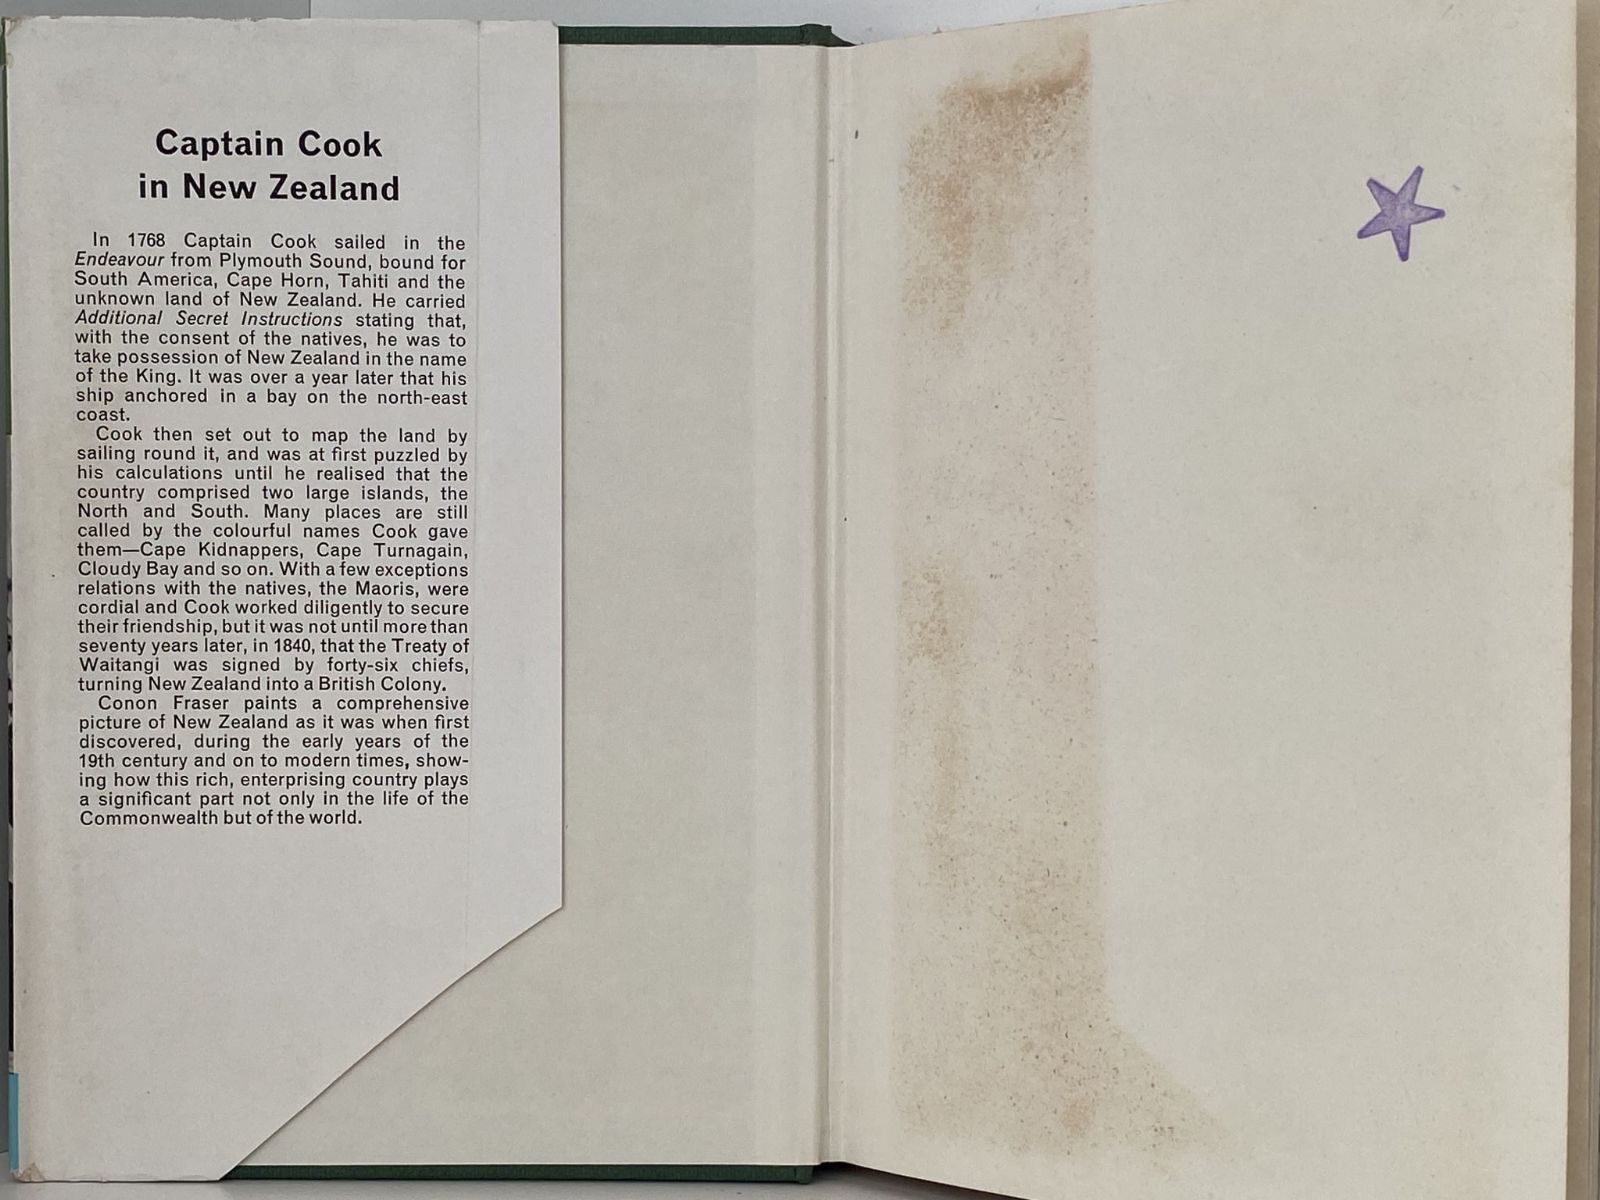 Captain Cook
in New Zealand
In 1768 Captain Cook sailed in the
Endeavour from Plymouth Sound, bound for
South America, Cape Horn, Tahiti and the
unknown land of New Zealand. He carried
Additional Secret Instructions stating that,
with the consent of the natives, he was to
take possession of New Zealand in the name
of the King. It was over a year later that his
ship anchored in a bay on the north-east
coast.
Cook then set out to map the land by
sailing round it, and was at first puzzled by
his calculations until he realised that the
country comprised two large islands, the
North and South. Many places are still
called by the colourful names Cook gave
them—Cape Kidnappers, Cape Turnagain,
Cloudy Bay and so on. With a few exceptions
relations with the natives, the Maoris, were
cordial and Cook worked diligently to secure
their friendship, but it was not until more than
seventy years later, in 1840, that the Treaty of
Waitangi was signed by forty-six chiefs,
turning New Zealand into a British Colony.
Conon Fraser paints a comprehensive
picture of New Zealand as it was when first
discovered, during the early years of the
19th century and on to modern times, show-
ing how this rich, enterprising country plays
a significant part not only in the life of the
Commonwealth but of the world.